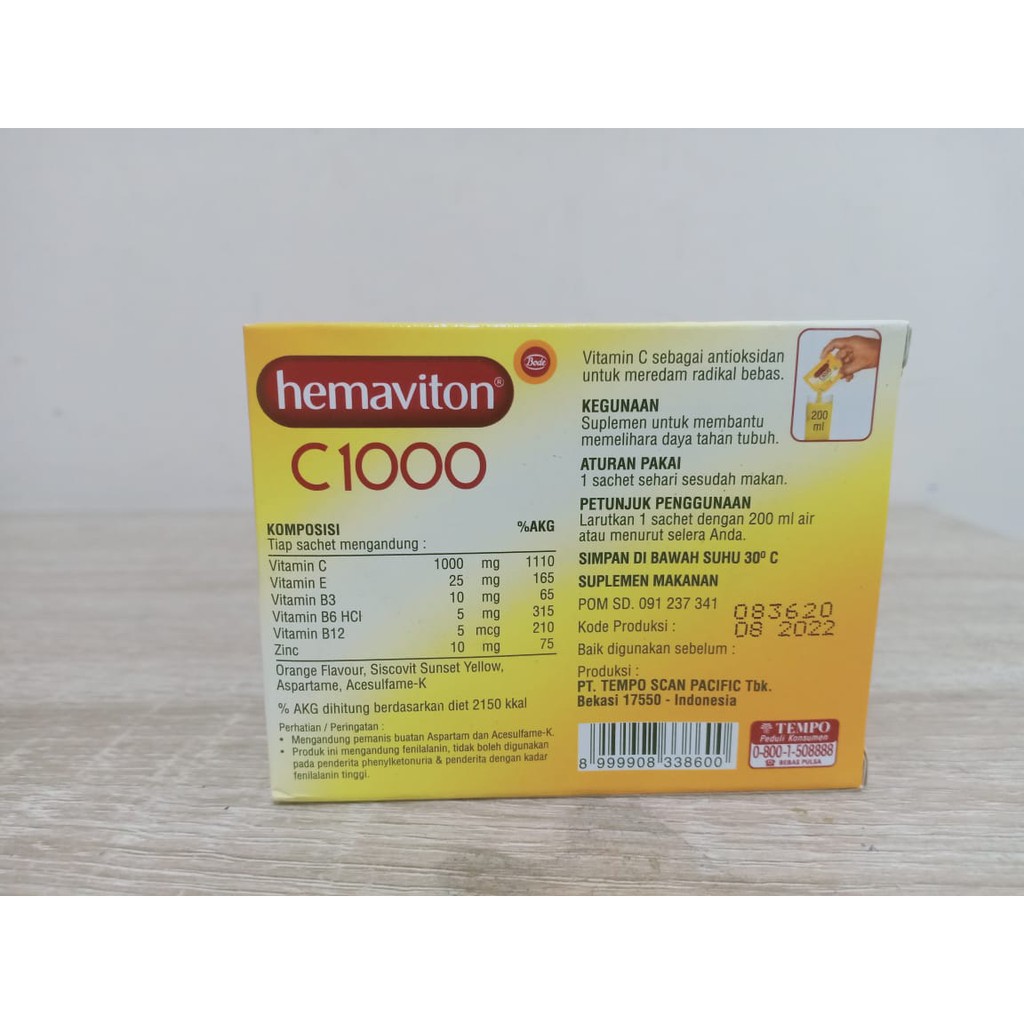 hemaviton®
C1000
Bode
KOMPOSISI %AKG
Tiap sachet mengandung :
Vitamin C 1000 mg 1110
Vitamin E 25 mg 165
Vitamin B3 10 mg 65
Vitamin B6 HCl 5 mg 315
Vitamin B12 5 mcg 210
Zinc 10 mg 75
Orange Flavour, Siscovit Sunset Yellow,
Aspartame, Acesulfame-K
% AKG dihitung berdasarkan diet 2150 kkal
Perhatian / Peringatan :
• Mengandung pemanis buatan Aspartam dan Acesulfame-K.
• Produk ini mengandung fenilalanin, tidak boleh digunakan
pada penderita phenylketonuria & penderita dengan kadar
fenilalanin tinggi.
Vitamin C sebagai antioksidan
untuk meredam radikal bebas.
200
ml
KEGUNAAN
Suplemen untuk membantu
memelihara daya tahan tubuh.
ATURAN PAKAI
1 sachet sehari sesudah makan.
PETUNJUK PENGGUNAAN
Larutkan 1 sachet dengan 200 ml air
atau menurut selera Anda.
SIMPAN DI BAWAH SUHU 30º C
SUPLEMEN MAKANAN
POM SD. 091 237 341
Kode Produksi : 083620
Baik digunakan sebelum : 08 2022
Produksi :
PT. TEMPO SCAN PACIFIC Tbk.
Bekasi 17550 - Indonesia
8 999908 338600
TEMPO
Peduli Konsumen
0-800-1-508888
BEBAS PULSA